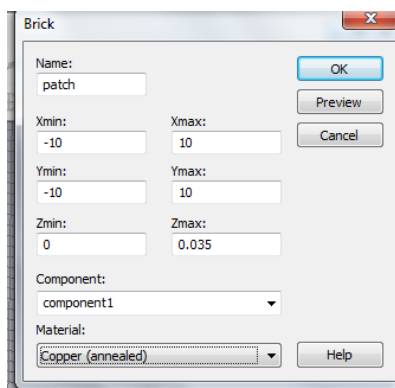 Brick
Name:
patch
OK
Preview
Xmin:
Xmax:
Cancel
-10
10
Ymin:
Ymax:
-10
10
Zmin:
Zmax:
0
0.035
Component:
component1
Material:
Copper (annealed)
Help